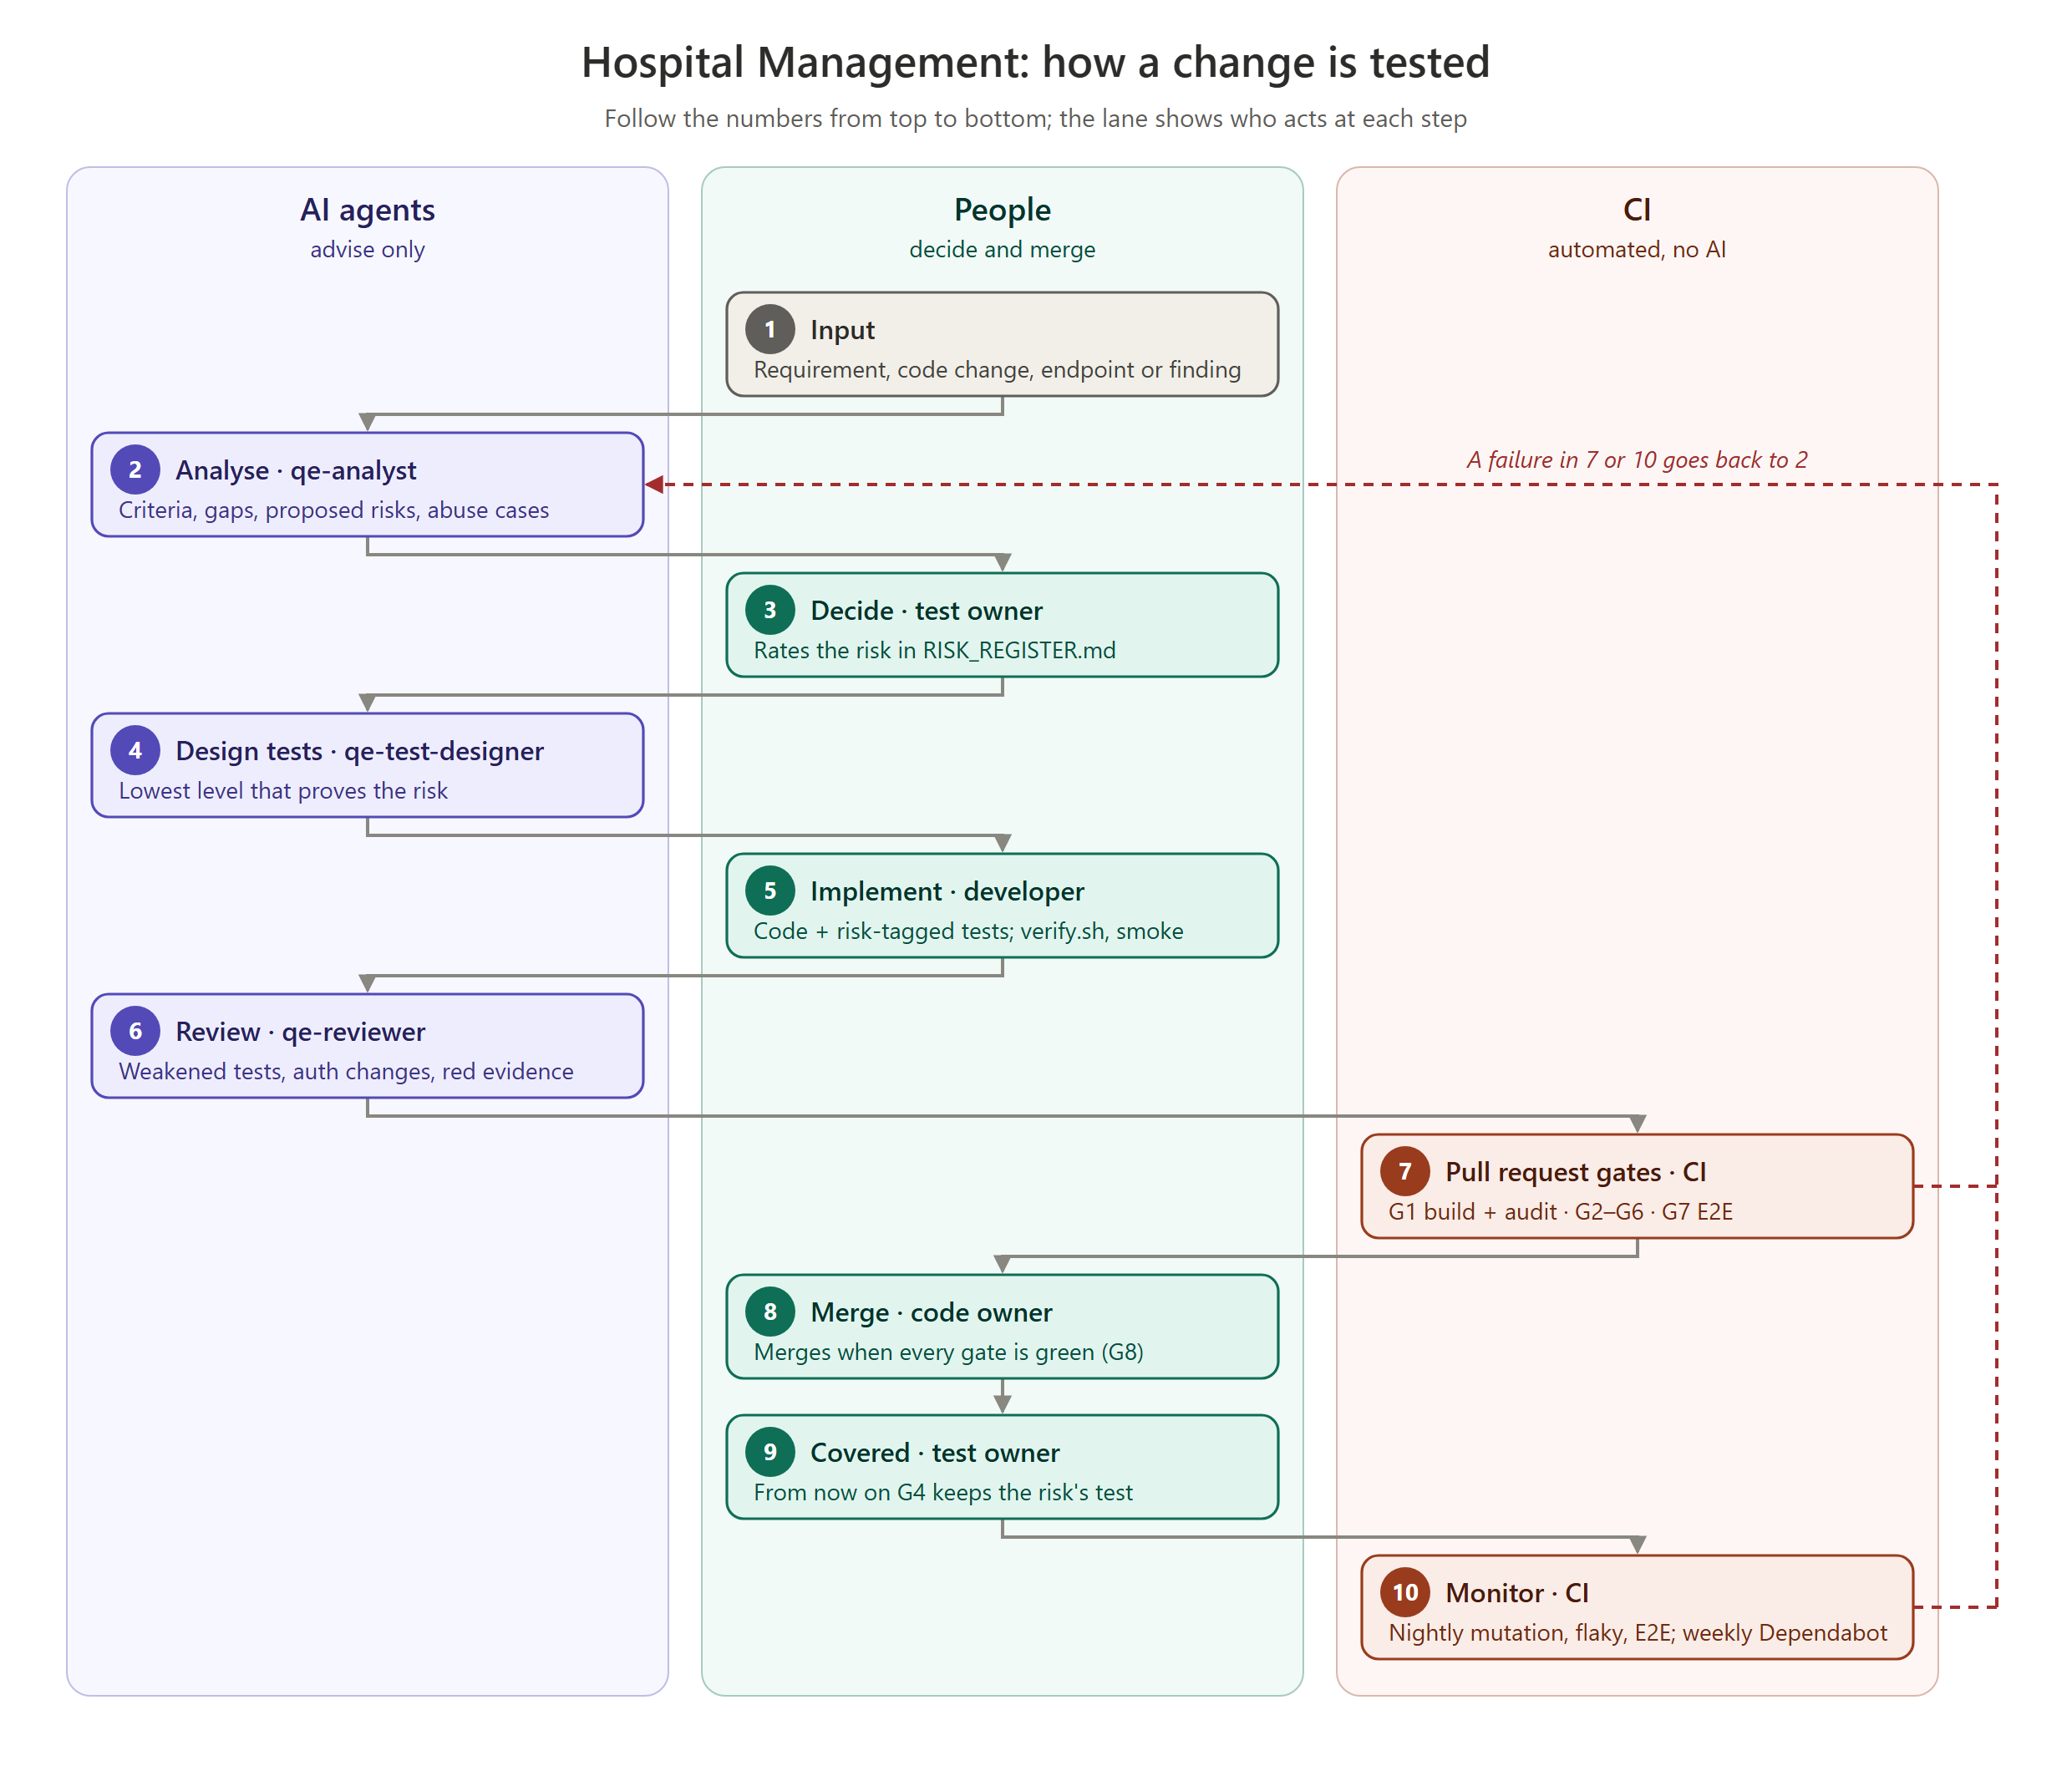 Hospital Management: how a change is tested
Follow the numbers from top to bottom; the lane shows who acts at each step
AI agents
advise only
People
decide and merge
CI
automated, no AI
1 Input
Requirement, code change, endpoint or finding
A failure in 7 or 10 goes back to 2
2 Analyse · qe-analyst
Criteria, gaps, proposed risks, abuse cases
3 Decide · test owner
Rates the risk in RISK_REGISTER.md
4 Design tests · qe-test-designer
Lowest level that proves the risk
5 Implement · developer
Code + risk-tagged tests; verify.sh, smoke
6 Review · qe-reviewer
Weakened tests, auth changes, red evidence
7 Pull request gates · CI
G1 build + audit · G2–G6 · G7 E2E
8 Merge · code owner
Merges when every gate is green (G8)
9 Covered · test owner
From now on G4 keeps the risk's test
10 Monitor · CI
Nightly mutation, flaky, E2E; weekly Dependabot